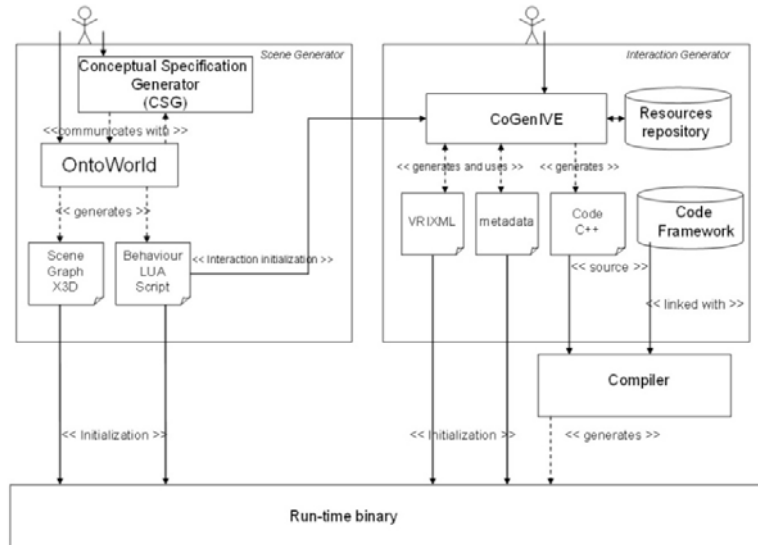 Scene Generator
Conceptual Specification
Generator
(CSG)
<<communicates with >>
OntoWorld
<< generates >>
Scene
Graph
X3D
Behaviour
LUA
Script
<< Interaction initialization >>
<< Initialization >>
Interaction Generator
CoGenIVE
Resources
repository
<< generates and uses >>
<< generates >>
VRIXML
metadata
Code
C++
Code
Framework
<< source >>
<< linked with >>
Compiler
<< Initialization >>
<< generates >>
Run-time binary